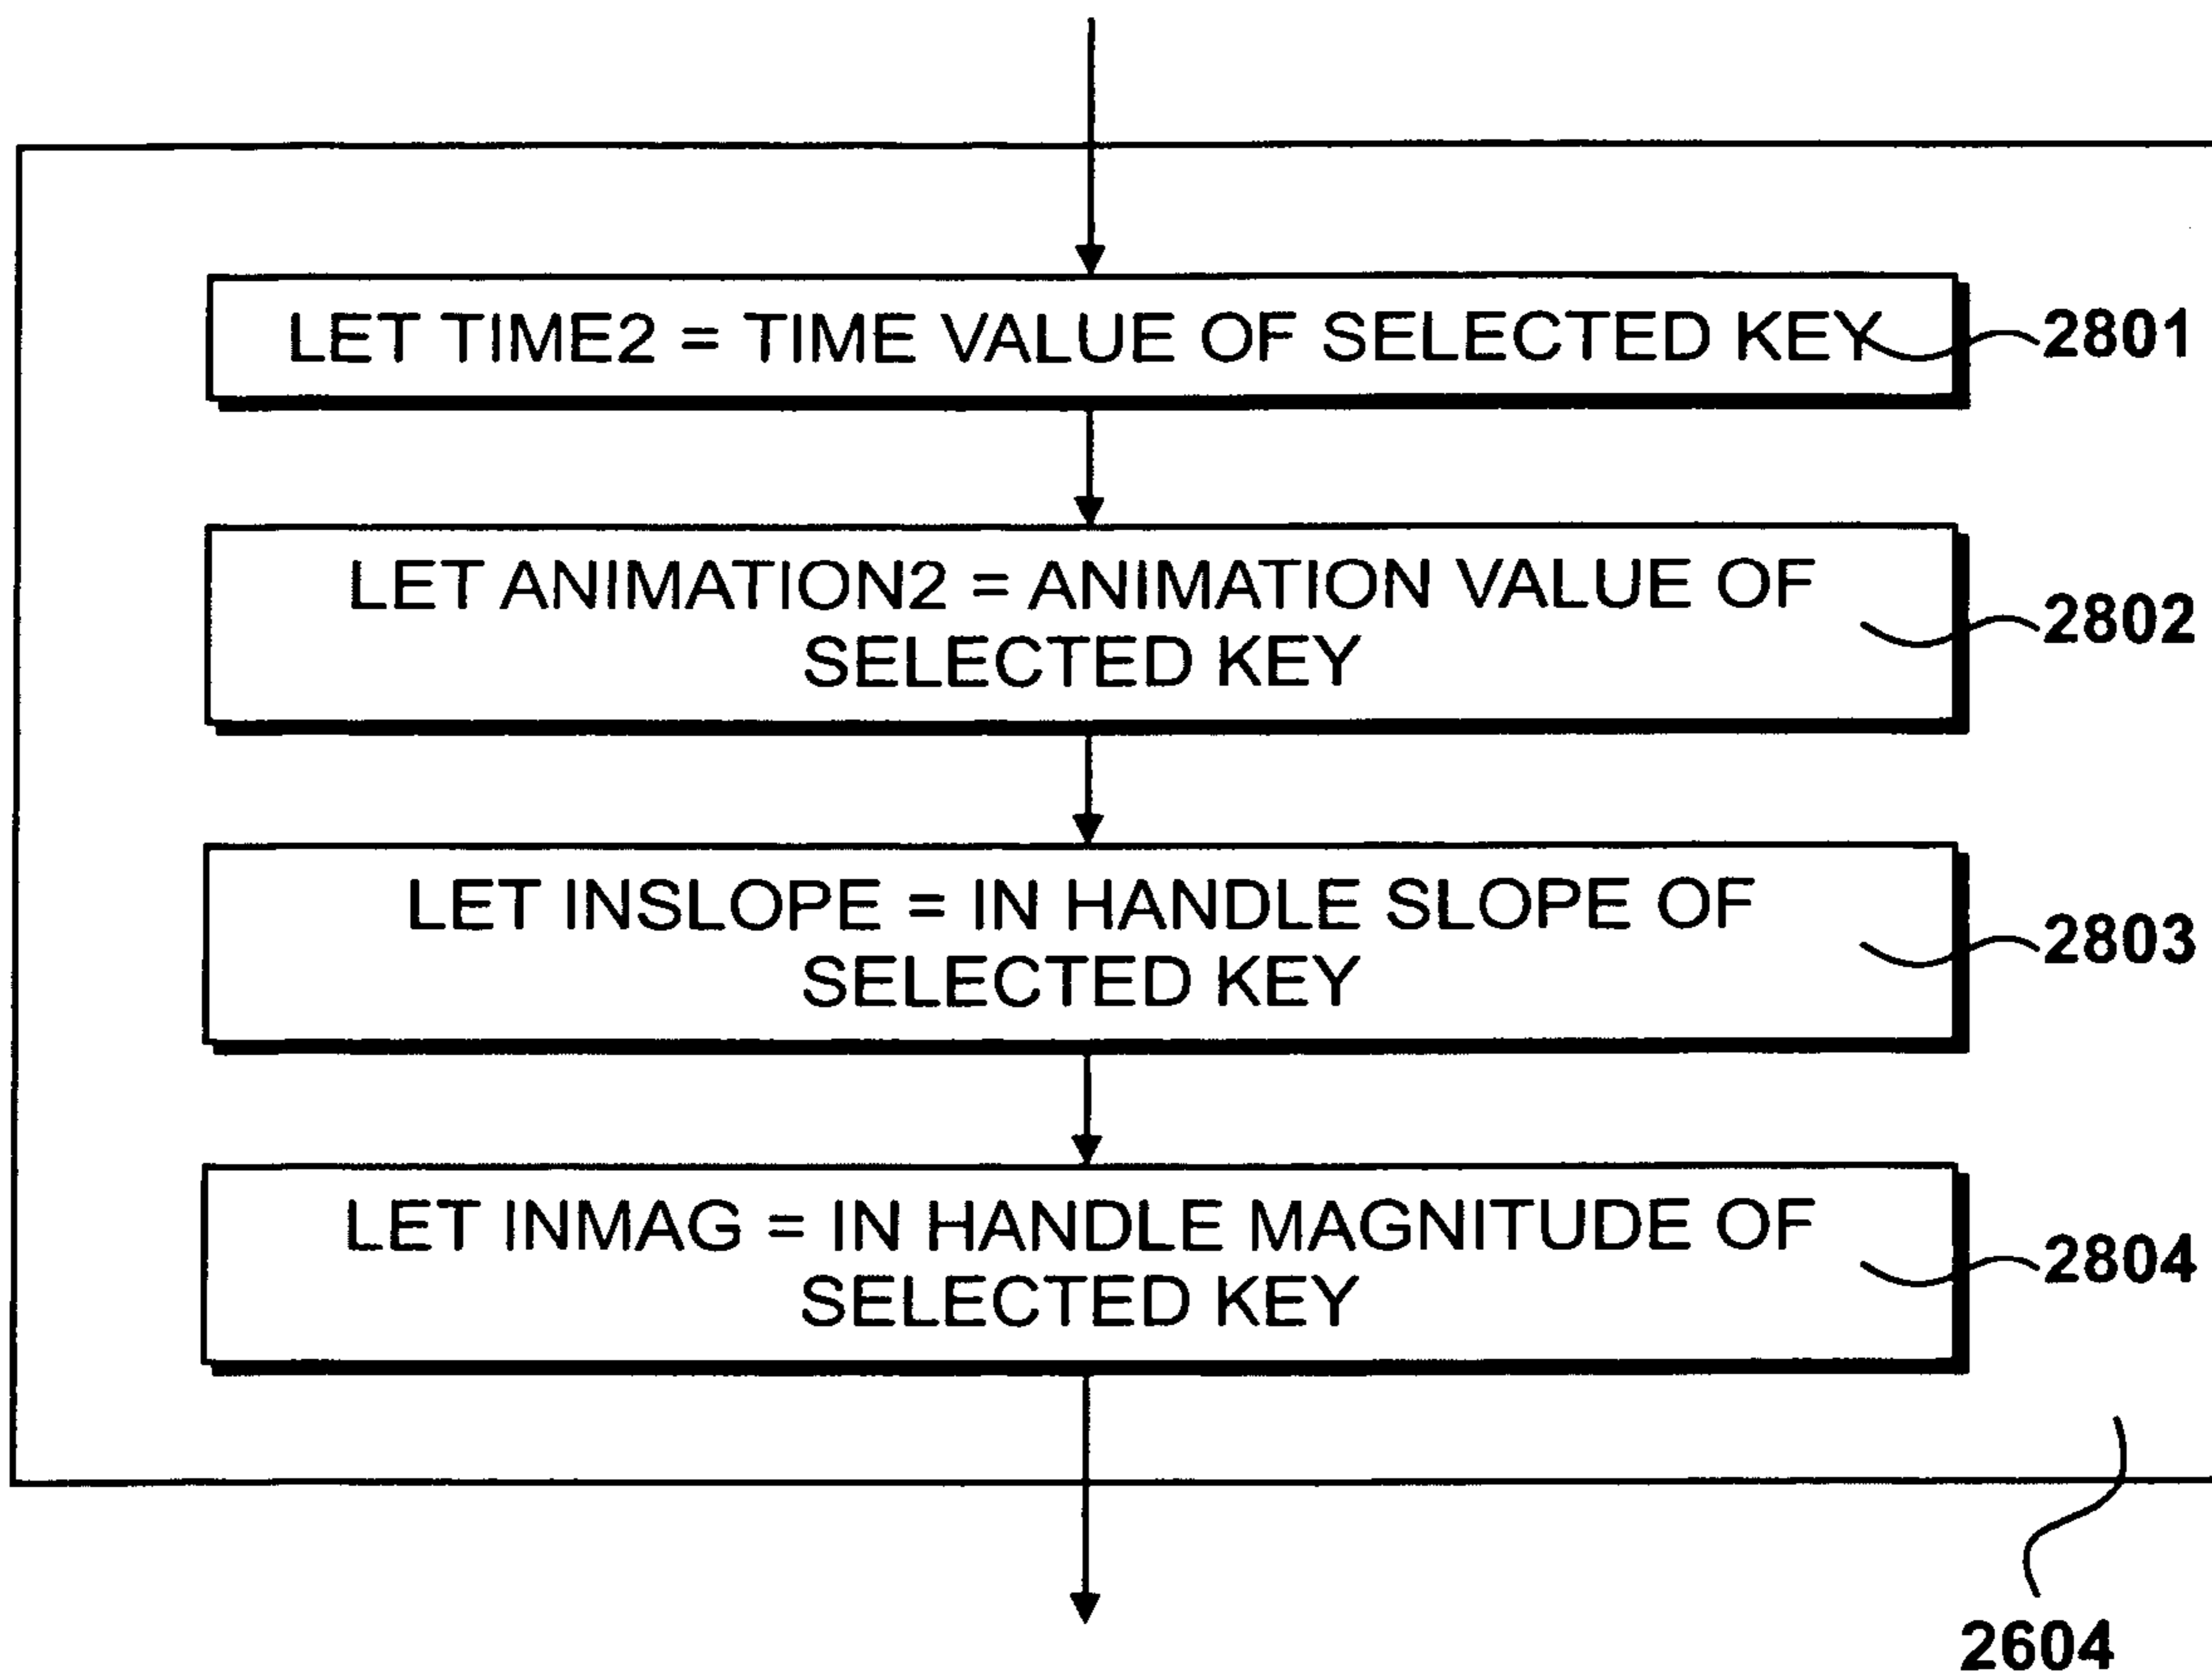 LET TIME2 = TIME VALUE OF SELECTED KEY
2801
LET ANIMATION2 = ANIMATION VALUE OF
SELECTED KEY
2802
LET INSLOPE = IN HANDLE SLOPE OF
SELECTED KEY
2803
LET INMAG = IN HANDLE MAGNITUDE OF
SELECTED KEY
2804
2604